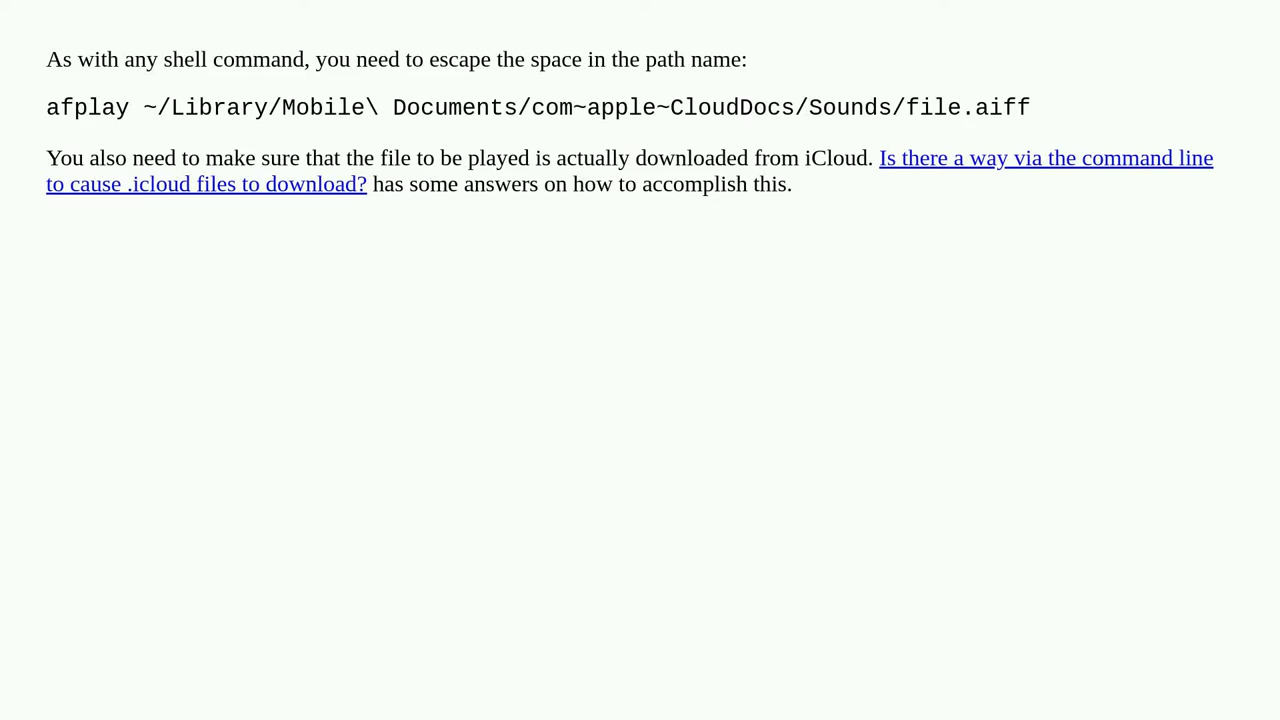 As with any shell command, you need to escape the space in the path name:
afplay ~/Library/Mobile\ Documents/com~apple~CloudDocs/Sounds/file.aiff
You also need to make sure that the file to be played is actually downloaded from iCloud. Is there a way via the command line
to cause .icloud files to download? has some answers on how to accomplish this.